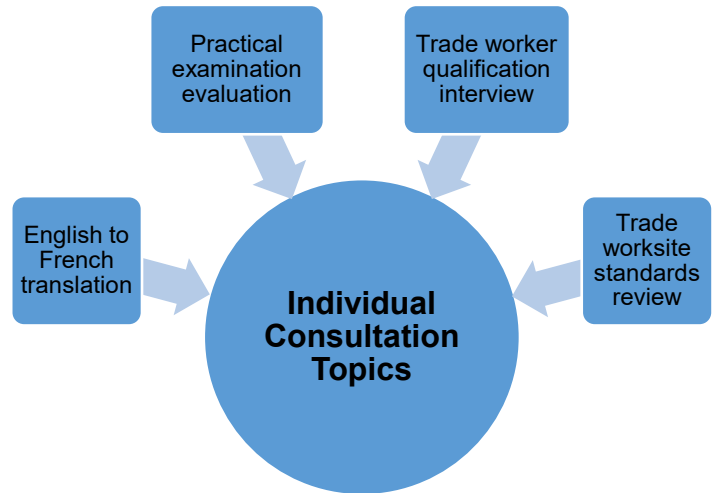 Practical
examination
evaluation
Trade worker
qualification
interview
English to
French
translation
Trade
worksite
standards
review
Individual
Consultation
Topics